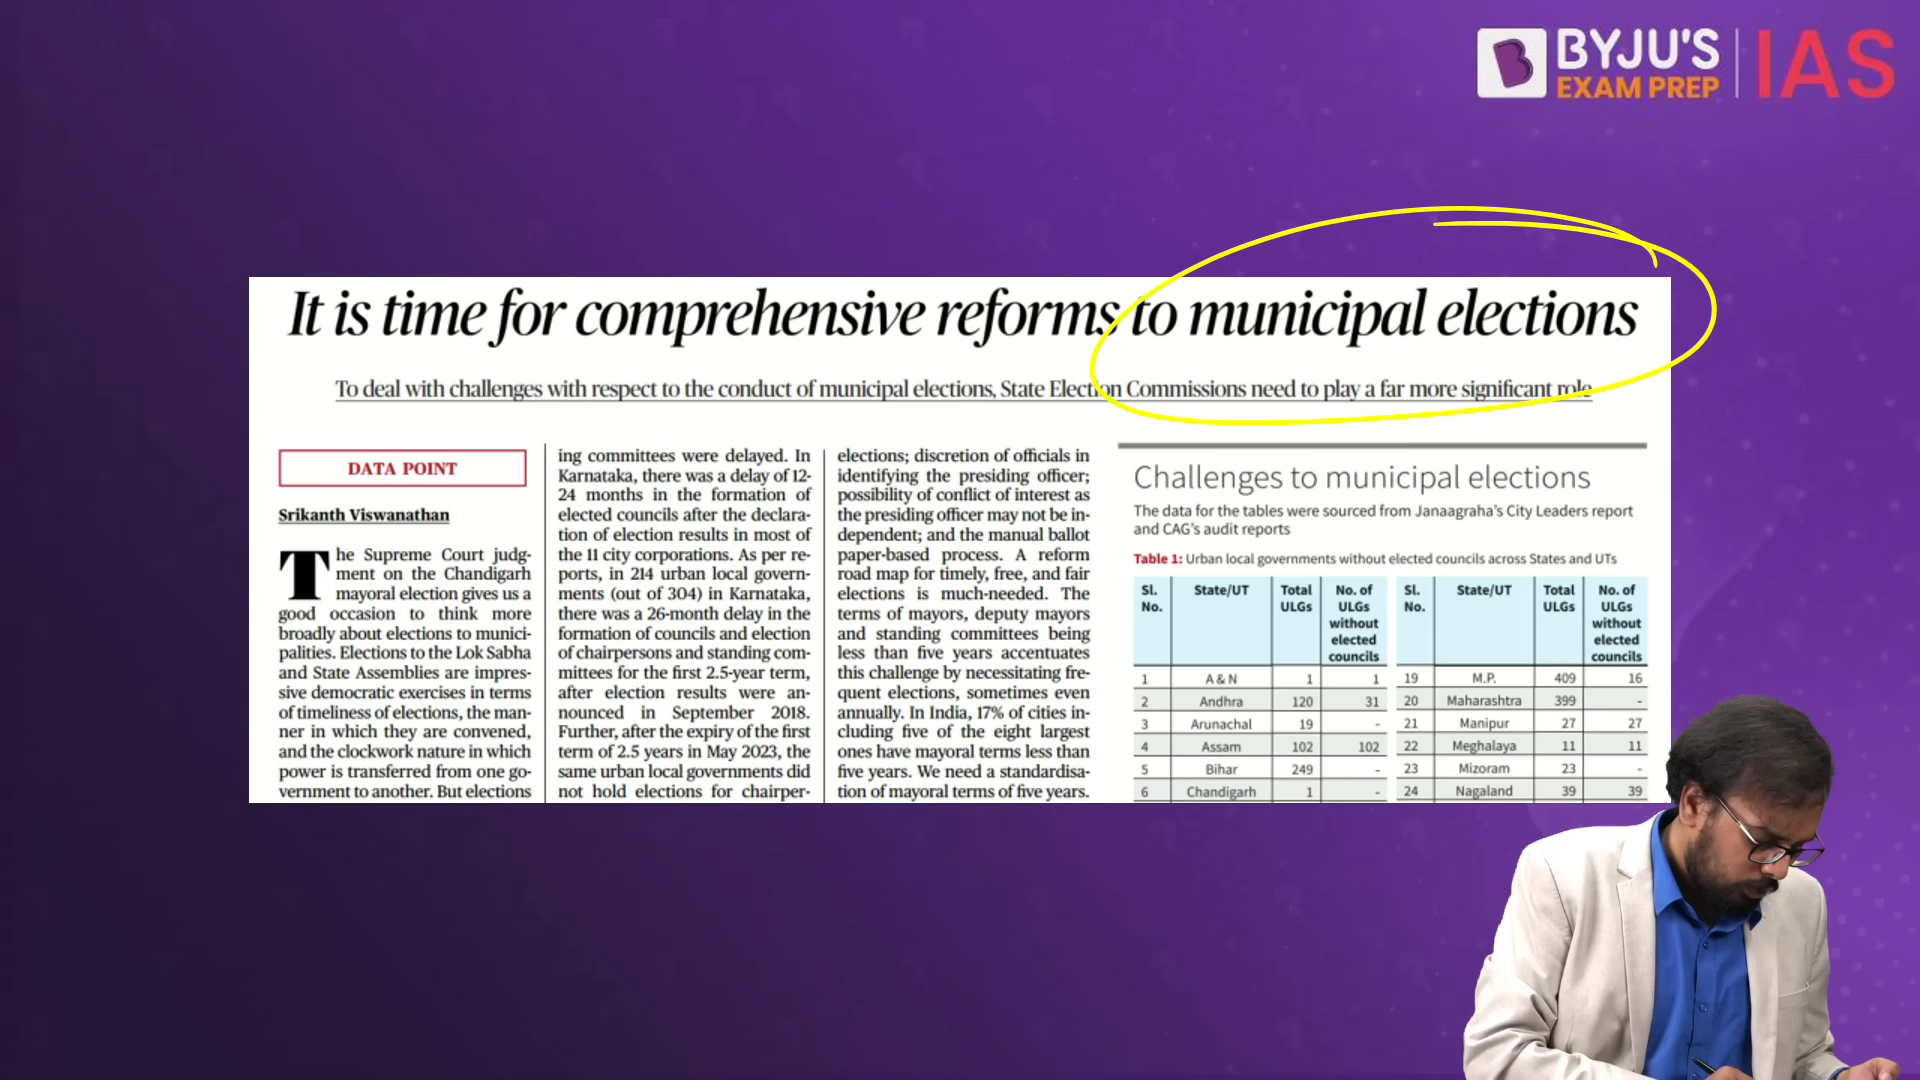 BYJU'S
EXAM PREP
IAS
It is time for comprehensive reforms to municipal elections
To deal with challenges with respect to the conduct of municipal elections, State Election Commissions need to play a far more significant role
DATA POINT
Srikanth Viswanathan
The Supreme Court judg-
ment on the Chandigarh
mayoral election gives us a
good occasion to think more
broadly about elections to munici-
palities. Elections to the Lok Sabha
and State Assemblies are impres-
sive democratic exercises in terms
of timeliness of elections, the man-
ner in which they are convened,
and the clockwork nature in which
power is transferred from one go-
vernment to another. But elections
ing committees were delayed. In
Karnataka, there was a delay of 12-
24 months in the formation of
elected councils after the declara-
tion of election results in most of
the 11 city corporations. As per re-
ports, in 214 urban local govern-
ments (out of 304) in Karnataka,
there was a 26-month delay in the
formation of councils and election
of chairpersons and standing com-
mittees for the first 2.5-year term,
after election results were an-
nounced in September 2018.
Further, after the expiry of the first
term of 2.5 years in May 2023, the
same urban local governments did
not hold elections for chairper-
elections; discretion of officials in
identifying the presiding officer;
possibility of conflict of interest as
the presiding officer may not be in-
dependent; and the manual ballot
paper-based process. A reform
road map for timely, free, and fair
elections is much-needed. The
terms of mayors, deputy mayors
and standing committees being
less than five years accentuates
this challenge by necessitating fre-
quent elections, sometimes even
annually. In India, 17% of cities in-
cluding five of the eight largest
ones have mayoral terms less than
five years. We need a standardisa-
tion of mayoral terms of five years.
Challenges to municipal elections
The data for the tables were sourced from Janaagraha's City Leaders report
and CAG's audit reports
Table 1: Urban local governments without elected councils across States and UTs
Sl. No. State/UT Total ULGs No. of ULGs without elected councils Sl. No. State/UT Total ULGs No. of ULGs without elected councils
1 A & N 1 1 19 M.P. 409 16
2 Andhra 120 31 20 Maharashtra 399 -
3 Arunachal 19 - 21 Manipur 27 27
4 Assam 102 102 22 Meghalaya 11 11
5 Bihar 249 - 23 Mizoram 23 -
6 Chandigarh 1 - 24 Nagaland 39 39